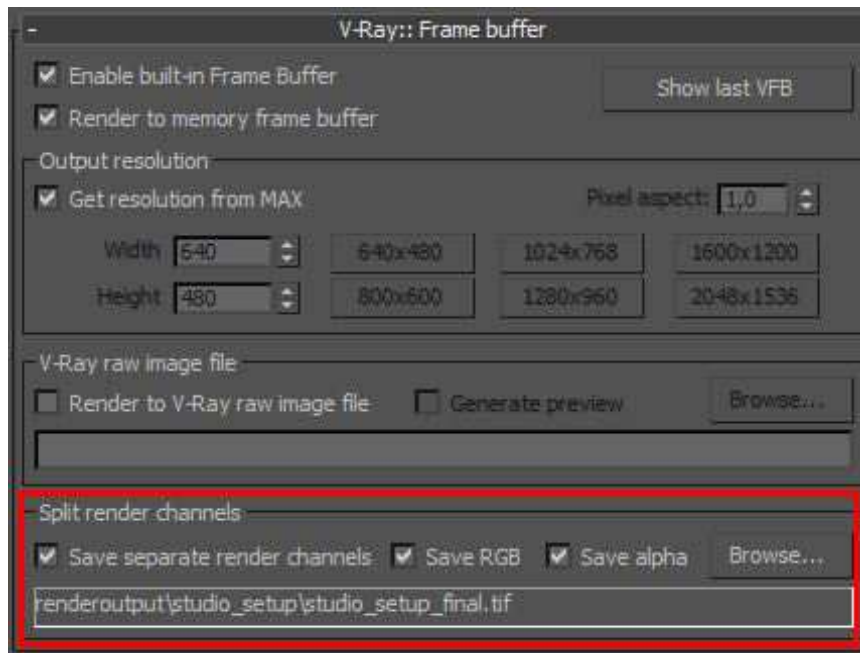 - V-Ray:: Frame buffer
Enable built-in Frame Buffer
Show last VFB
Render to memory frame buffer
Output resolution
Get resolution from MAX Pixel aspect: 1,0
Width 640 640x480 1024x768 1600x1200
Height 480 800x600 1280x960 2048x1536
V-Ray raw image file
Render to V-Ray raw image file Generate preview Browse...
Split render channels
Save separate render channels Save RGB Save alpha Browse...
renderoutput\studio_setup\studio_setup_final.tif